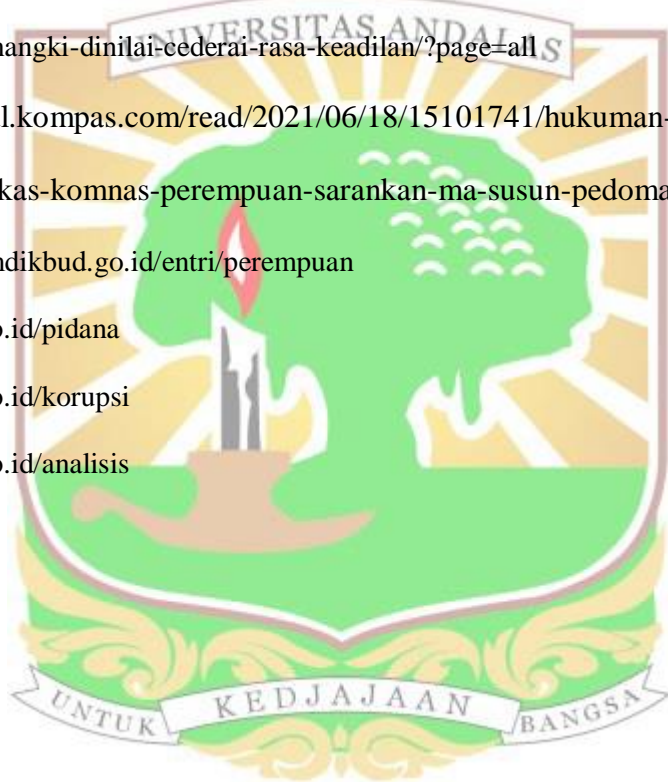 UNIVERSITAS ANDALAS
nangki-dinilai-cederai-rasa-keadilan/?page=all
l.kompas.com/read/2021/06/18/15101741/hukuman-
kas-komnas-perempuan-sarankan-ma-susun-pedoma
ndikbud.go.id/entri/perempuan
o.id/pidana
o.id/korupsi
o.id/analisis
UNTUK KEDJAJAAN BANGSA